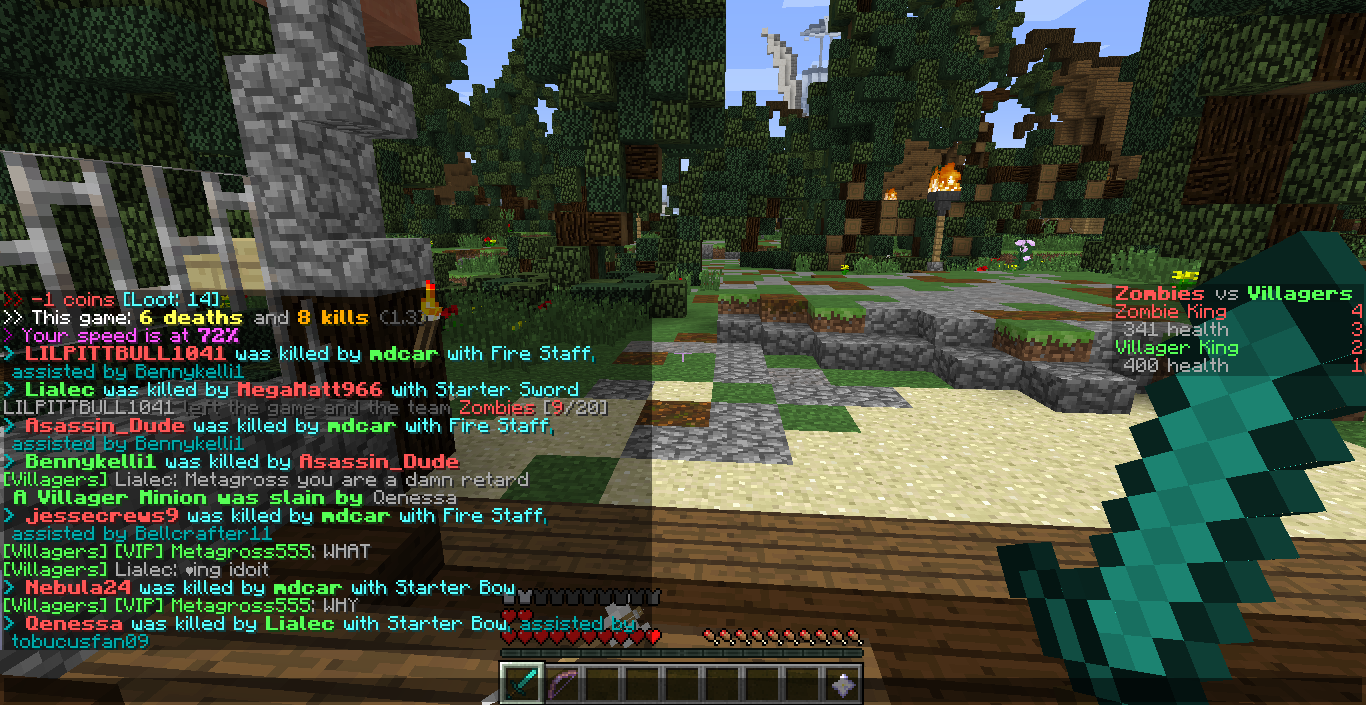 >> -1 coins [Loot: 14]
>> This game: 6 deaths and 8 kills (1.3)
> Your speed is at 72%
> LILPITTBULL1041 was killed by mdcar with Fire Staff,
assisted by Bennykelli1
> Lialec was killed by MegaMatt966 with Starter Sword
LILPITTBULL1041 left the game and the team Zombies [9/20]
> Asassin_Dude was killed by mdcar with Fire Staff,
assisted by Bennykelli1
> Bennykelli1 was killed by Asassin_Dude
[Villagers] Lialec: Metagross you are a damn retard
A Villager Minion was slain by Qenessa
> jessecrews9 was killed by mdcar with Fire Staff,
assisted by Bellcrafter11
[Villagers] [VIP] Metagross555: WHAT
[Villagers] Lialec: ♥ing idoit
> Nebula24 was killed by mdcar with Starter Bow
[Villagers] [VIP] Metagross555: WHY
> Qenessa was killed by Lialec with Starter Bow, assisted by
tobucusfan09
Zombies vs Villagers
Zombie King 4
341 health 3
Villager King 2
400 health 1